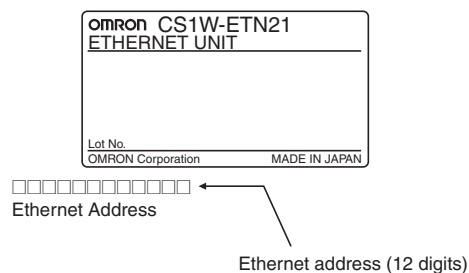 OMRON CS1W-ETN21
ETHERNET UNIT
Lot No.
OMRON Corporation MADE IN JAPAN
□□□□□□□□□□□□
Ethernet Address
Ethernet address (12 digits)